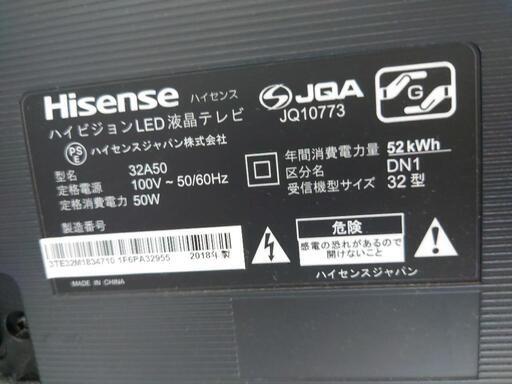 Hisense ハイセンス
JQA
JQ10773
G
ハイビジョンLED液晶テレビ
PS
E
ハイセンスジャパン株式会社
型名 32A50
定格電源 100V ~ 50/60Hz
定格消費電力 50W
年間消費電力量 52 kWh
区分名 DN1
受信機型サイズ 32 型
製造番号
3TE32M1834710 1F6PA32955 2018年 製
MADE IN CHINA
危険
感電の恐れがあるので
開けないこと
ハイセンスジャパン